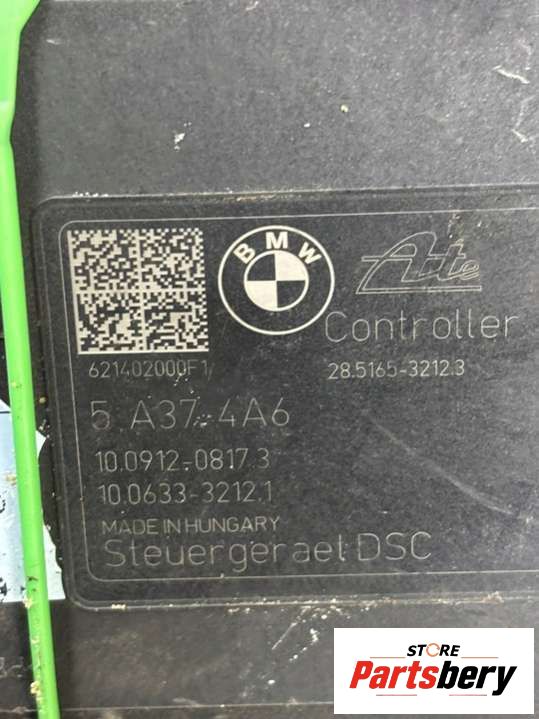 BMW
Ate
Controller
621402000F1
28.5165-3212.3
5 A37-4A6
10.0912-0817.3
10.0633-3212.1
MADE IN HUNGARY
Steuergeraet DSC
STORE
Partsbery